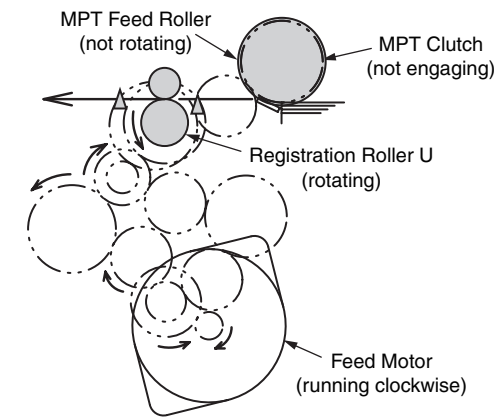 MPT Feed Roller
(not rotating)
MPT Clutch
(not engaging)
Registration Roller U
(rotating)
Feed Motor
(running clockwise)